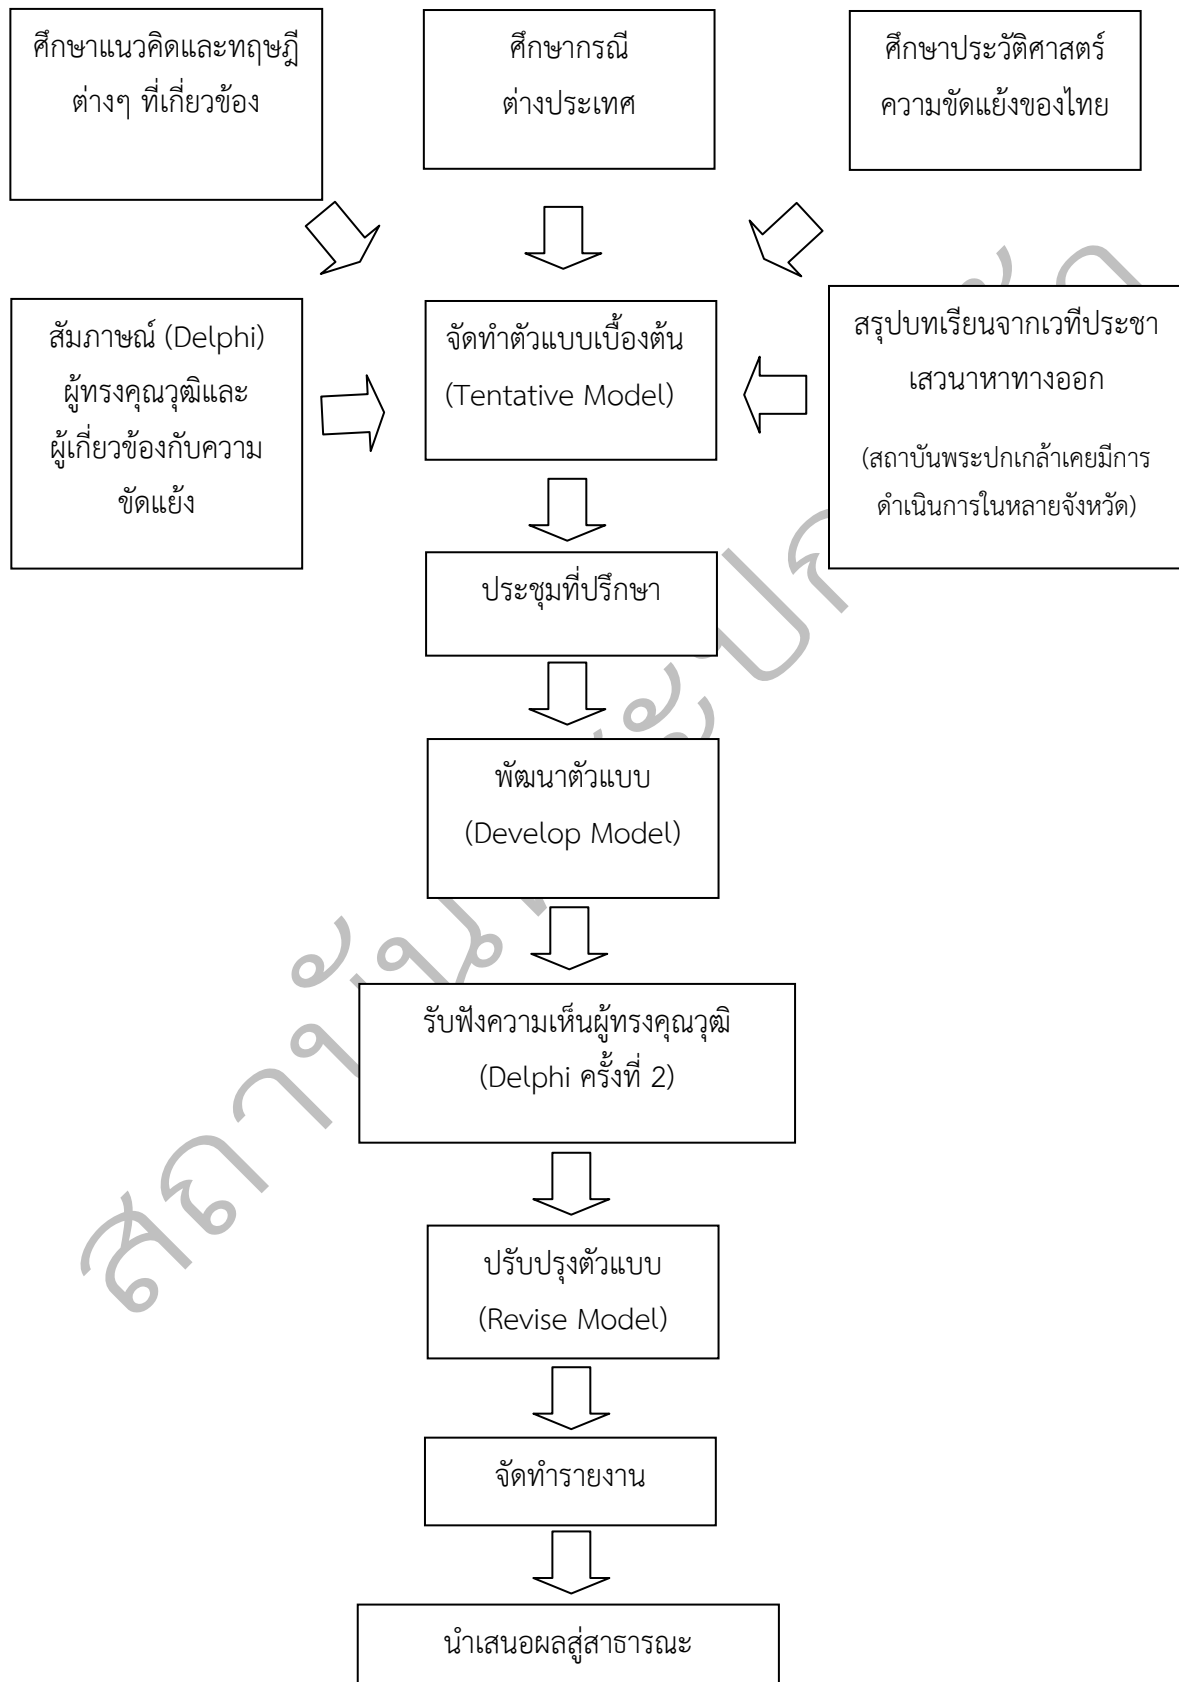 ศึกษาแนวคิดและทฤษฎี
ต่างๆ ที่เกี่ยวข้อง
ศึกษากรณี
ต่างประเทศ
ศึกษาประวัติศาสตร์
ความขัดแย้งของไทย
สัมภาษณ์ (Delphi)
ผู้ทรงคุณวุฒิและ
ผู้เกี่ยวข้องกับความ
ขัดแย้ง
จัดทำตัวแบบเบื้องต้น
(Tentative Model)
สรุปบทเรียนจากเวทีประชา
เสวนาหาทางออก
(สถาบันพระปกเกล้าเคยมีการ
ดำเนินการในหลายจังหวัด)
ประชุมที่ปรึกษา
พัฒนาตัวแบบ
(Develop Model)
รับฟังความเห็นผู้ทรงคุณวุฒิ
(Delphi ครั้งที่ 2)
ปรับปรุงตัวแบบ
(Revise Model)
จัดทำรายงาน
นำเสนอผลสู่สาธารณะ